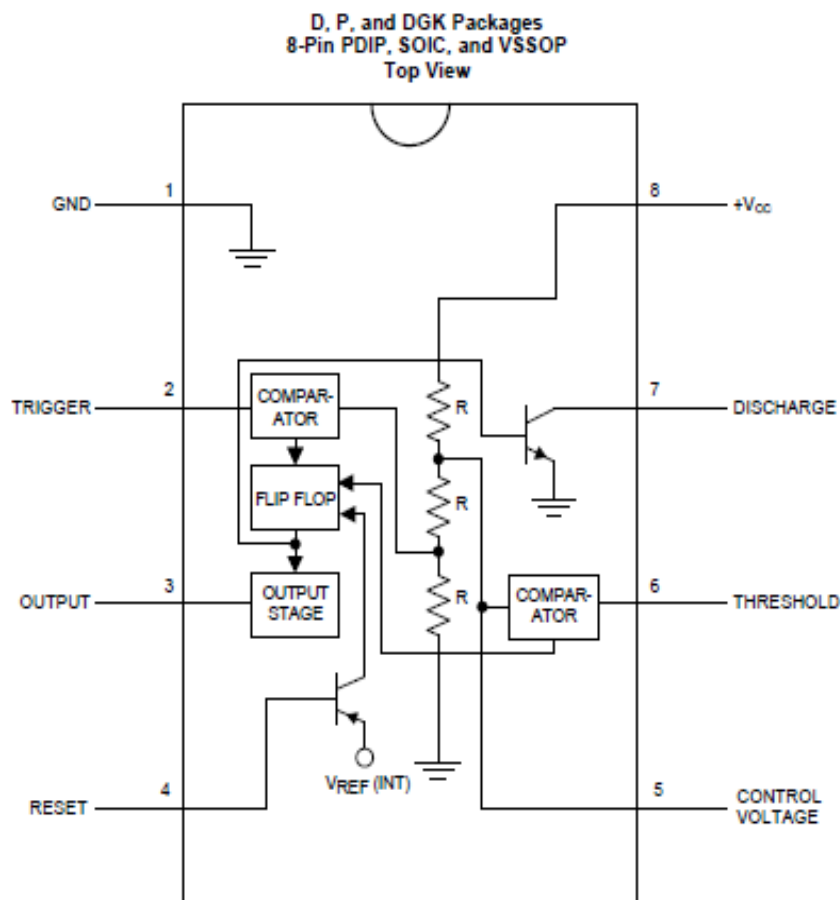 D, P, and DGK Packages
8-Pin PDIP, SOIC, and VSSOP
Top View
1
GND
8
+VCC
2
TRIGGER
COMPAR-
ATOR
R
7
DISCHARGE
FLIP FLOP
R
3
OUTPUT
OUTPUT
STAGE
R
COMPAR-
ATOR
6
THRESHOLD
VREF (INT)
4
RESET
5
CONTROL
VOLTAGE